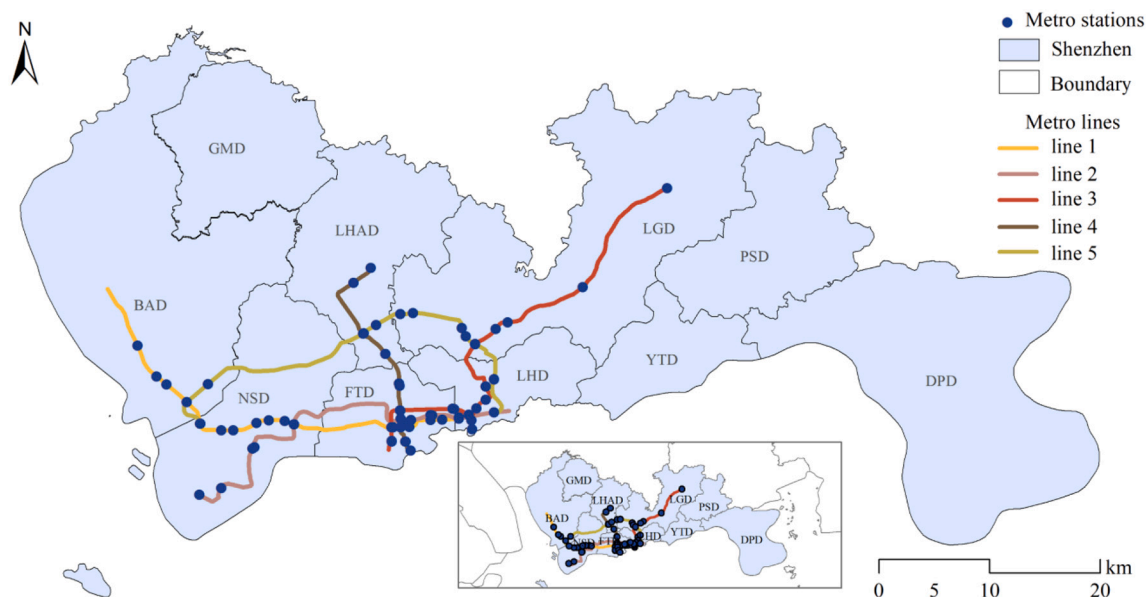 N
Metro stations
Shenzhen
Boundary
Metro lines
line 1
line 2
line 3
line 4
line 5
GMD
LHAD
LGD
PSD
BAD
YTD
LHD
DPD
FTD
NSD
GMD
LHAD
LGD
PSD
BAD
YTD
DPD
km
0 5 10 20